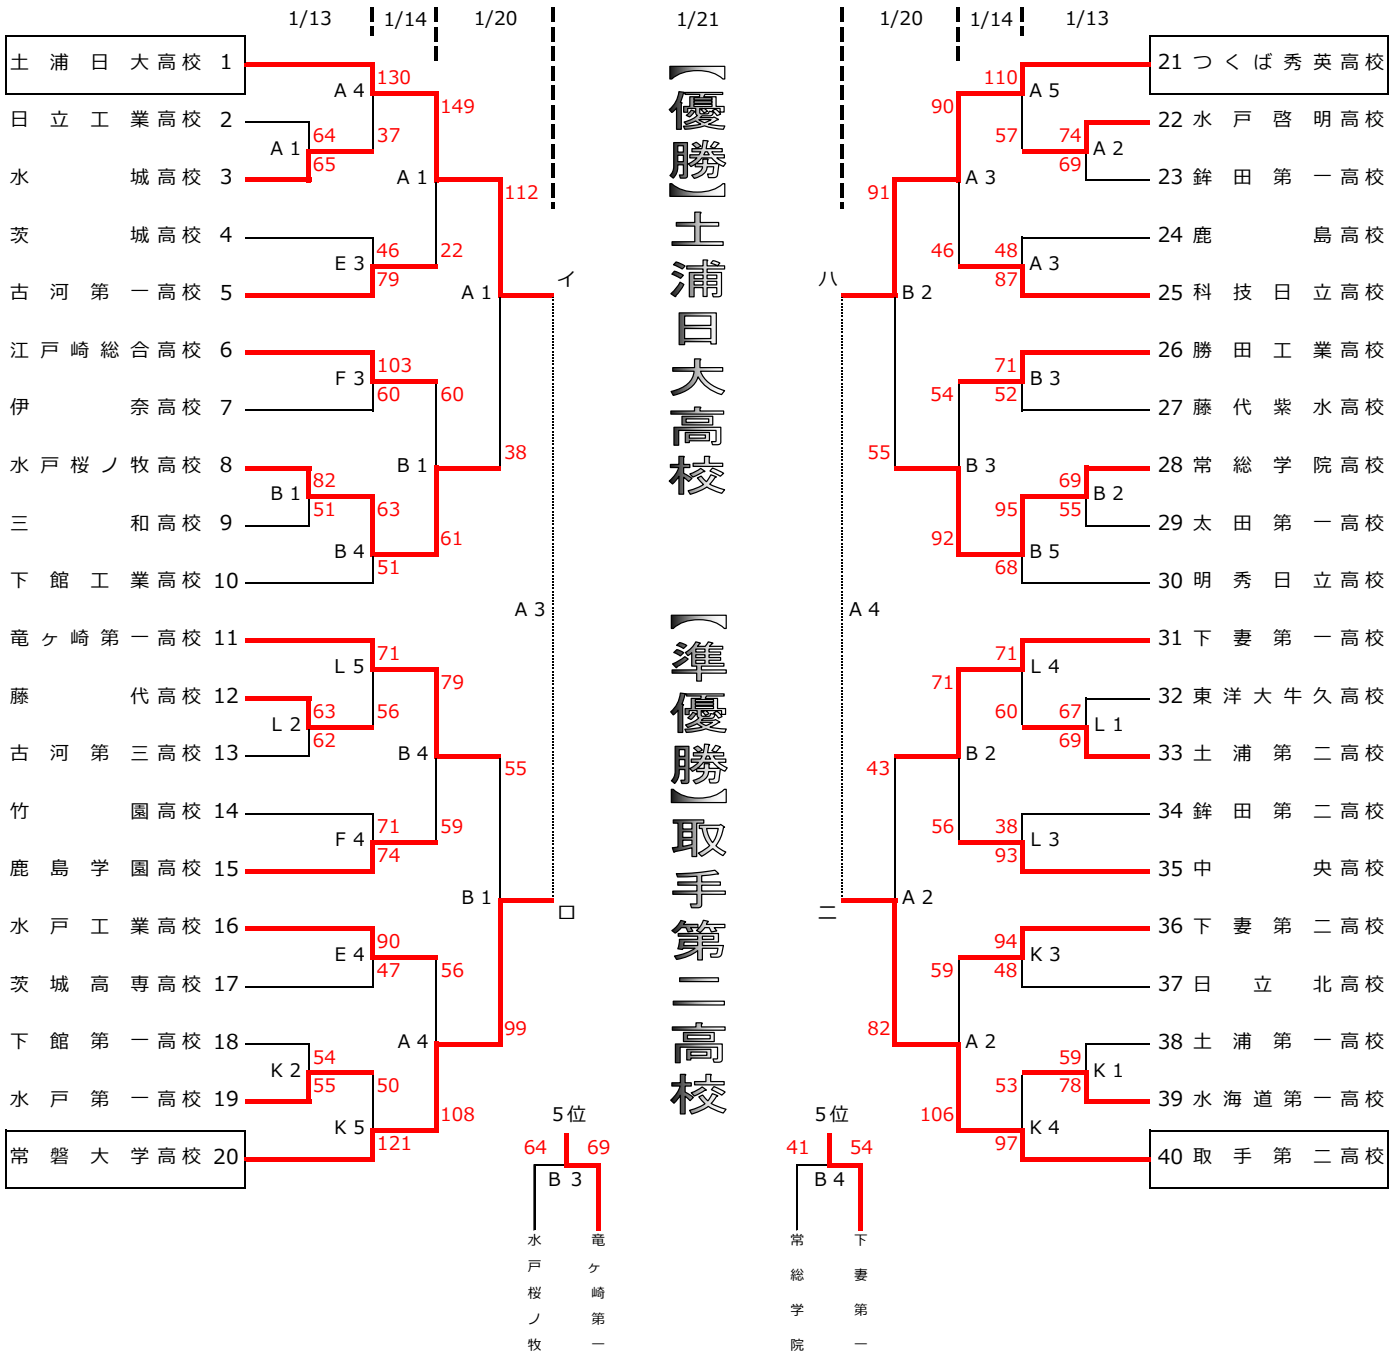 1/13 1/14 1/20 1/21 1/20 1/14 1/13
【優勝】土浦日大高校
【準優勝】取手第二高校
土浦日大高校 1
日立工業高校 2
水城高校 3
茨城高校 4
古河第一高校 5
江戸崎総合高校 6
伊奈高校 7
水戸桜ノ牧高校 8
三和高校 9
下館工業高校 10
竜ヶ崎第一高校 11
藤代高校 12
古河第三高校 13
竹園高校 14
鹿島学園高校 15
水戸工業高校 16
茨城高専高校 17
下館第一高校 18
水戸第一高校 19
常磐大学高校 20
A4 130 37
A1 64 65
E3 46 79
F3 103 60
B1 82 51
B4 63 51
L5 71 56
L2 63 62
F4 71 74
E4 90 47
K2 54 55
K5 50 121
A1 149 22
B1 60 61
B4 79 59
A4 56 108
A1 112 38
B1 55 99
イ
ロ
A3
ハ
ニ
A4
B2 91 55
A2 43 82
A3 90 46
B3 54 92
B2 71 56
A2 59 106
A5 110 57
A2 74 69
A3 48 87
B3 71 52
B2 69 55
B5 95 68
L4 71 60
L1 67 69
L3 38 93
K3 94 48
K1 59 78
K4 53 97
21 つくば秀英高校
22 水戸啓明高校
23 鉾田第一高校
24 鹿島高校
25 科技日立高校
26 勝田工業高校
27 藤代紫水高校
28 常総学院高校
29 太田第一高校
30 明秀日立高校
31 下妻第一高校
32 東洋大牛久高校
33 土浦第二高校
34 鉾田第二高校
35 中央高校
36 下妻第二高校
37 日立北高校
38 土浦第一高校
39 水海道第一高校
40 取手第二高校
5位
64 69
B3
水戸桜ノ牧
竜ヶ崎第一
5位
41 54
B4
常総学院
下妻第一